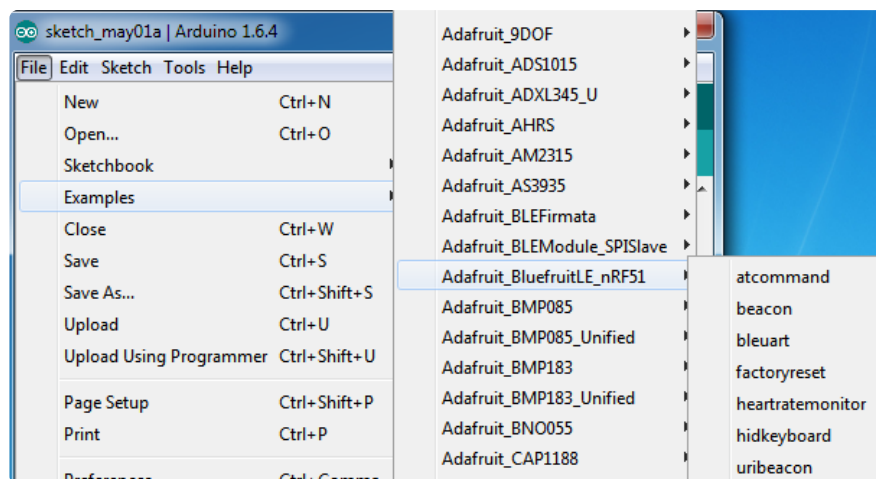 sketch_may01a | Arduino 1.6.4
File Edit Sketch Tools Help
New Ctrl+N
Open... Ctrl+O
Sketchbook
Examples
Close Ctrl+W
Save Ctrl+S
Save As... Ctrl+Shift+S
Upload Ctrl+U
Upload Using Programmer Ctrl+Shift+U
Page Setup Ctrl+Shift+P
Print Ctrl+P
Adafruit_9DOF
Adafruit_ADS1015
Adafruit_ADXL345_U
Adafruit_AHRS
Adafruit_AM2315
Adafruit_AS3935
Adafruit_BLEFirmata
Adafruit_BLEModule_SPISlave
Adafruit_BluefruitLE_nRF51
Adafruit_BMP085
Adafruit_BMP085_Unified
Adafruit_BMP183
Adafruit_BMP183_Unified
Adafruit_BNO055
Adafruit_CAP1188
atcommand
beacon
bleuart
factoryreset
heartratemonitor
hidkeyboard
uribeacon